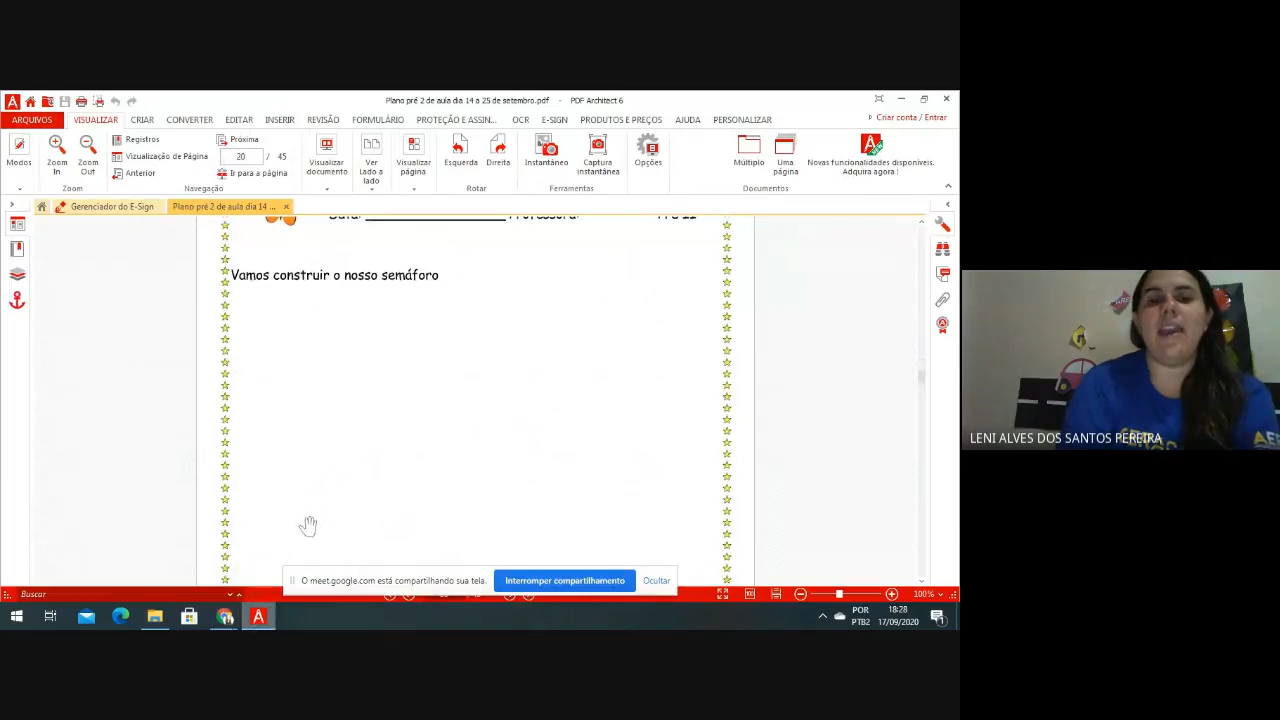 Plano pré 2 de aula dia 14 a 25 de setembro.pdf - PDF Architect 6
ARQUIVOS VISUALIZAR CRIAR CONVERTER EDITAR INSERIR REVISÃO FORMULÁRIO PROTEÇÃO E ASSIN... OCR E-SIGN PRODUTOS E PREÇOS AJUDA PERSONALIZAR
Criar conta / Entrar
Modos
Zoom In
Zoom Out
Zoom
Registros
Vizualização de Página
Anterior
Próxima
20 / 45
Ir para a página
Navegação
Visualizar documento
Ver lado a lado
Visualizar página
Esquerda
Direita
Rotar
Instantáneo
Captura instantánea
Ferramentas
Opções
Múltiplo
Uma página
Documentos
Novas funcionalidades disponíveis. Adquira agora !
Gerenciador do E-Sign
Plano pré 2 de aula dia 14 ...
Vamos construir o nosso semáforo
LENI ALVES DOS SANTOS PEREIRA
O meet.google.com está compartilhando sua tela.
Interromper compartilhamento
Ocultar
Buscar
100%
POR
PTB2
18:28
17/09/2020